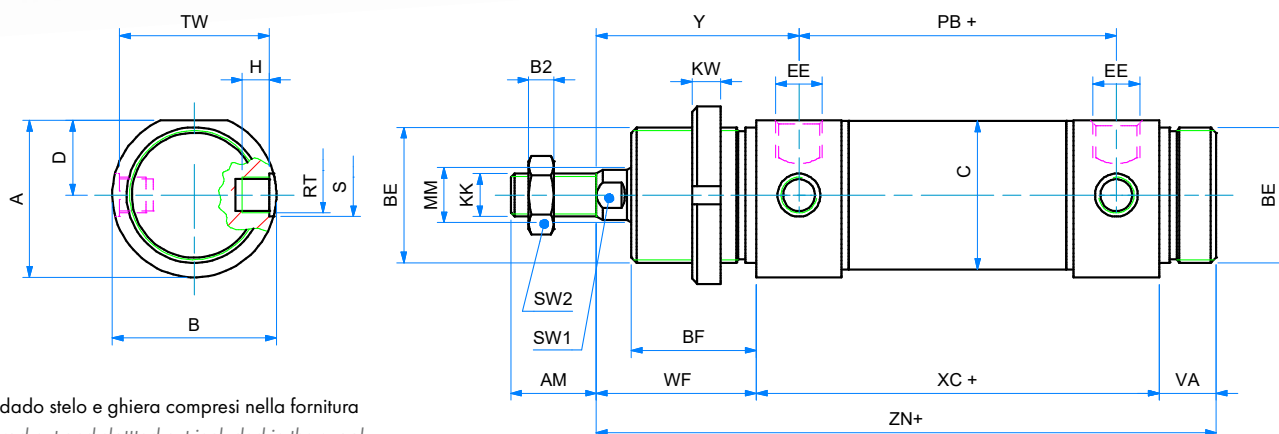 TW
H
D
A
RT
S
B
Y
PB +
B2
KW
EE
EE
BE
MM
KK
C
BE
SW2
SW1
BF
AM
WF
XC +
VA
ZN+
dado stelo e ghiera compresi nella fornitura